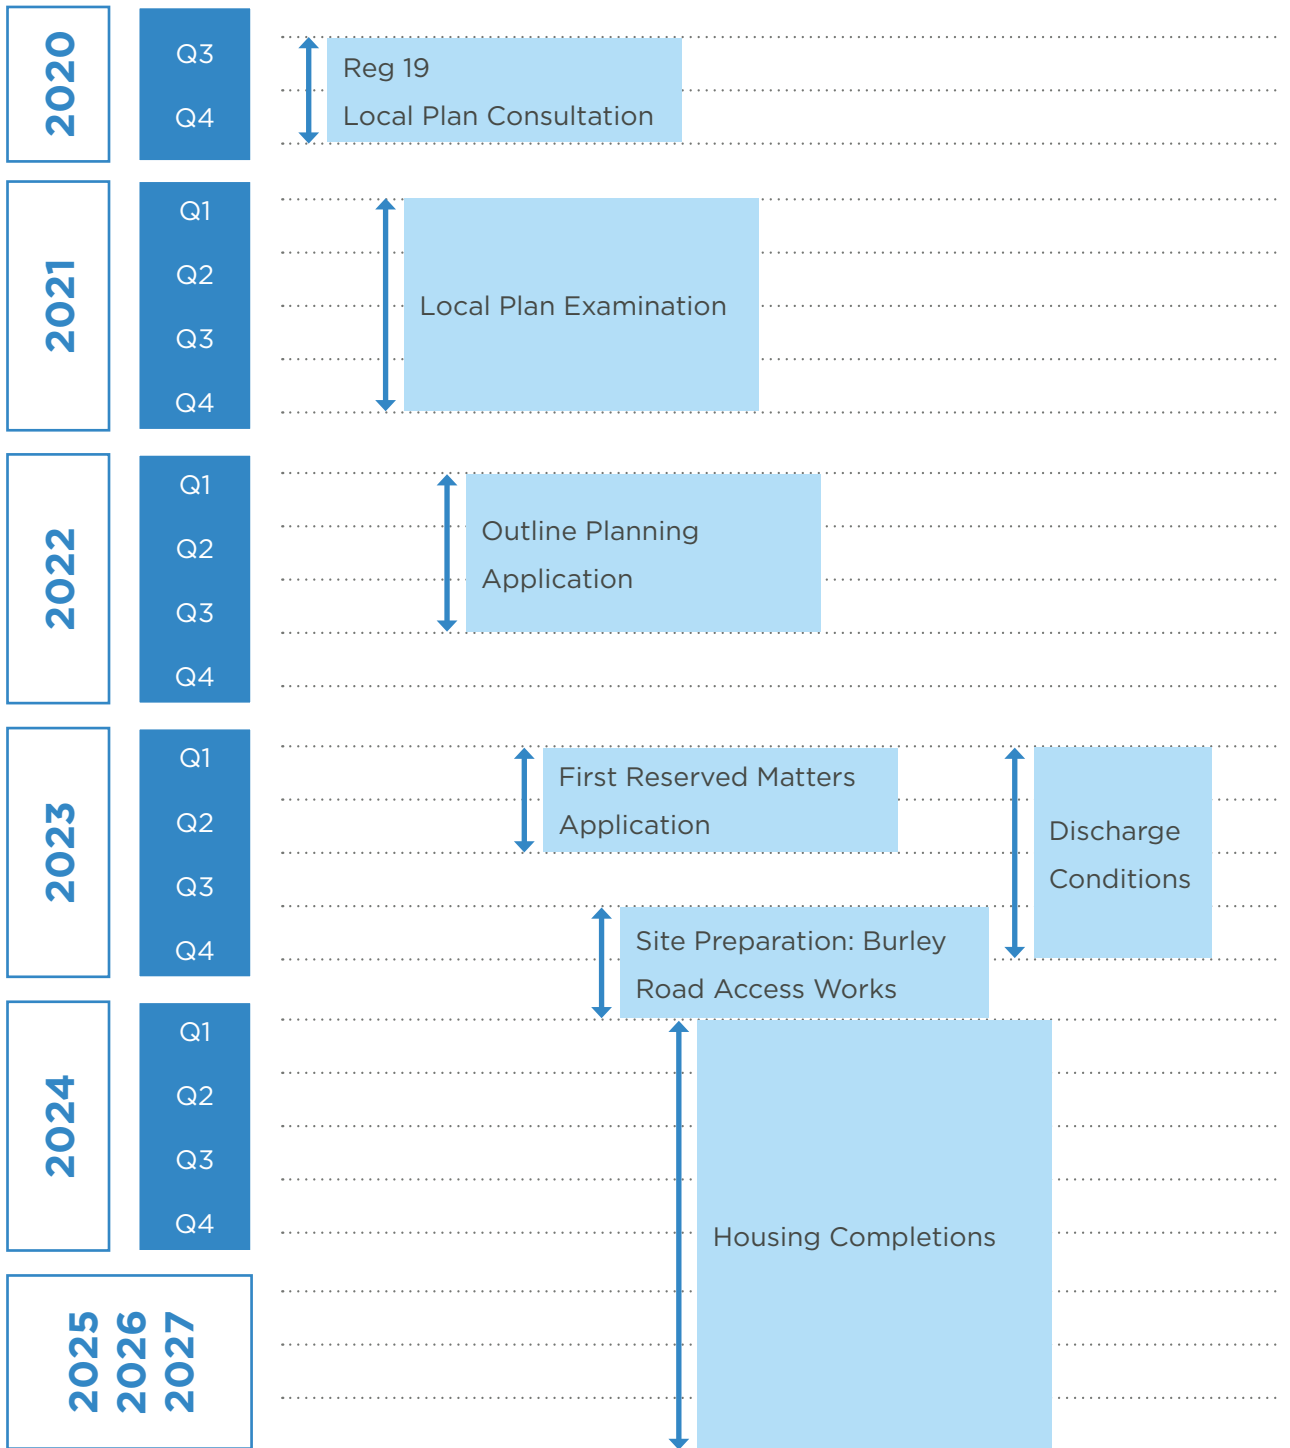 2020
Q3
Q4
Reg 19
Local Plan Consultation
2021
Q1
Q2
Q3
Q4
Local Plan Examination
2022
Q1
Q2
Q3
Q4
Outline Planning
Application
2023
Q1
Q2
Q3
Q4
First Reserved Matters
Application
Discharge
Conditions
Site Preparation: Burley
Road Access Works
2024
Q1
Q2
Q3
Q4
Housing Completions
2025
2026
2027